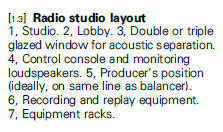 [1.3] Radio studio layout
1, Studio. 2, Lobby. 3, Double or triple
glazed window for acoustic separation.
4, Control console and monitoring
loudspeakers. 5, Producer's position
(ideally, on same line as balancer).
6, Recording and replay equipment.
7, Equipment racks.